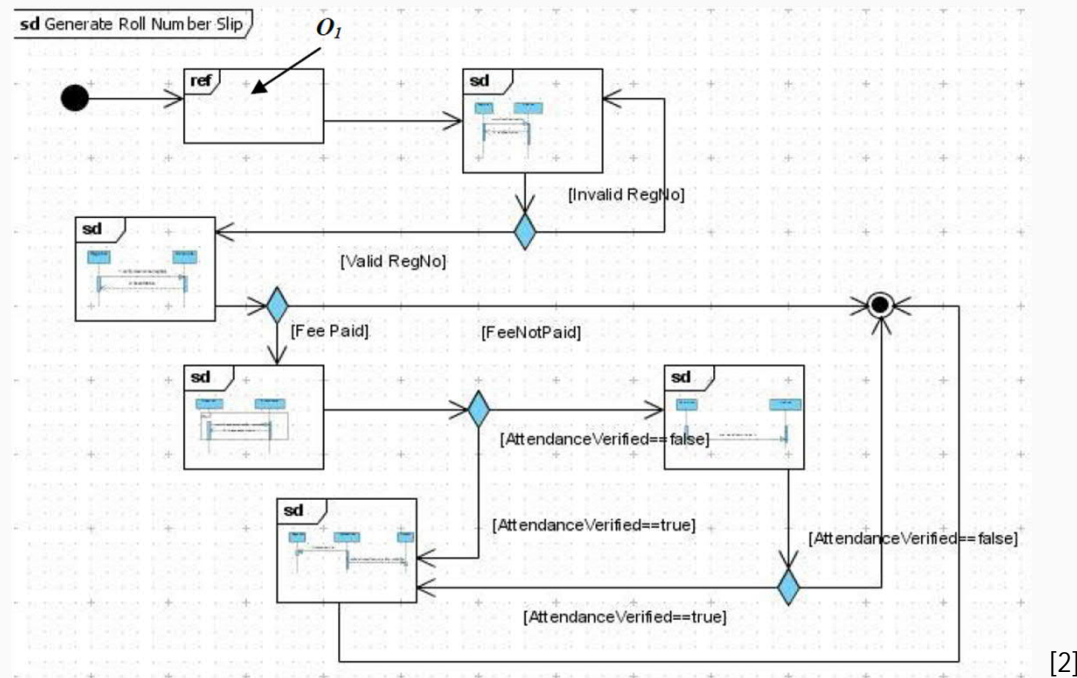 sd Generate Roll Number Slip
O1
ref
sd
[Invalid RegNo]
sd
[Valid RegNo]
[Fee Paid]
[FeeNotPaid]
sd
sd
[AttendanceVerified==false]
sd
[AttendanceVerified==true]
[AttendanceVerified==false]
[AttendanceVerified==true]
[2]